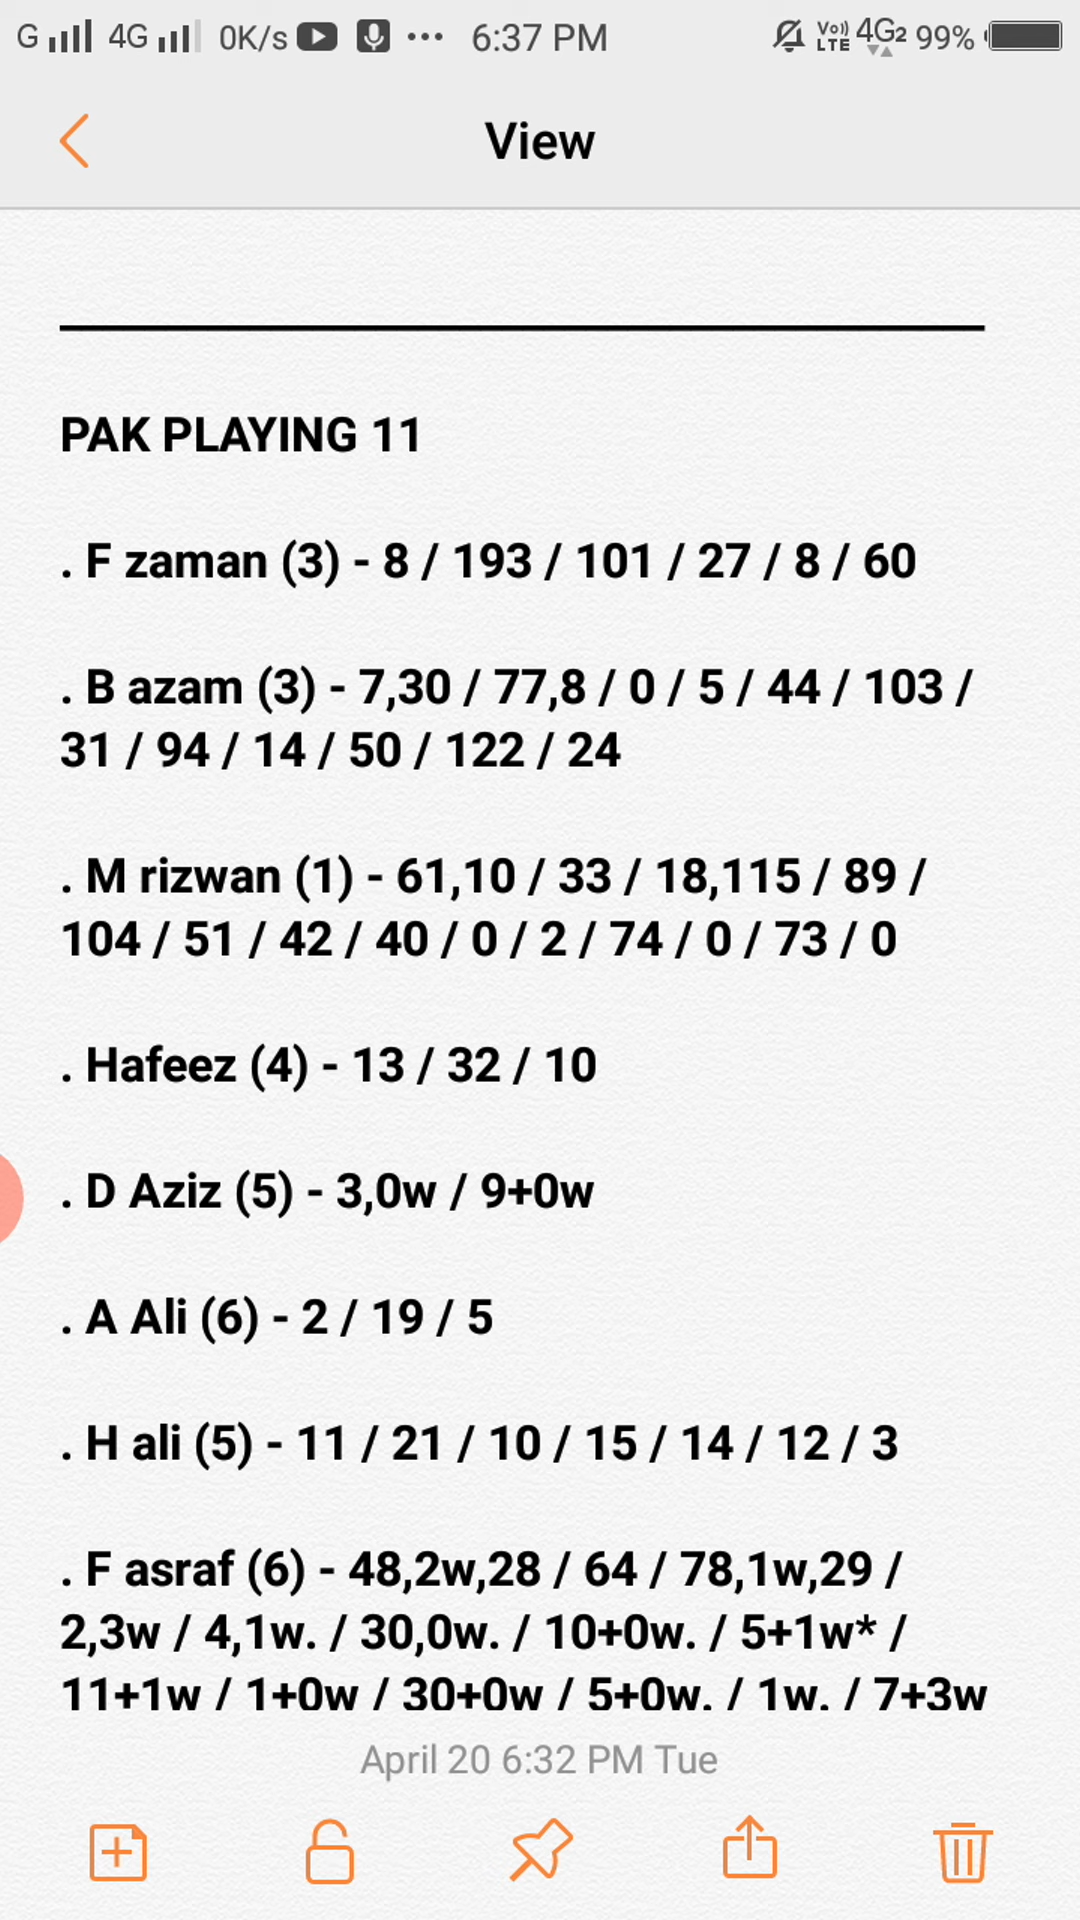 G 4G 0K/s ... 6:37 PM Vo)) LTE 4G2 99%
View
PAK PLAYING 11
. F zaman (3) - 8 / 193 / 101 / 27 / 8 / 60
. B azam (3) - 7,30 / 77,8 / 0 / 5 / 44 / 103 /
31 / 94 / 14 / 50 / 122 / 24
. M rizwan (1) - 61,10 / 33 / 18,115 / 89 /
104 / 51 / 42 / 40 / 0 / 2 / 74 / 0 / 73 / 0
. Hafeez (4) - 13 / 32 / 10
. D Aziz (5) - 3,0w / 9+0w
. A Ali (6) - 2 / 19 / 5
. H ali (5) - 11 / 21 / 10 / 15 / 14 / 12 / 3
. F asraf (6) - 48,2w,28 / 64 / 78,1w,29 /
2,3w / 4,1w. / 30,0w. / 10+0w. / 5+1w* /
11+1w / 1+0w / 30+0w / 5+0w. / 1w. / 7+3w
April 20 6:32 PM Tue